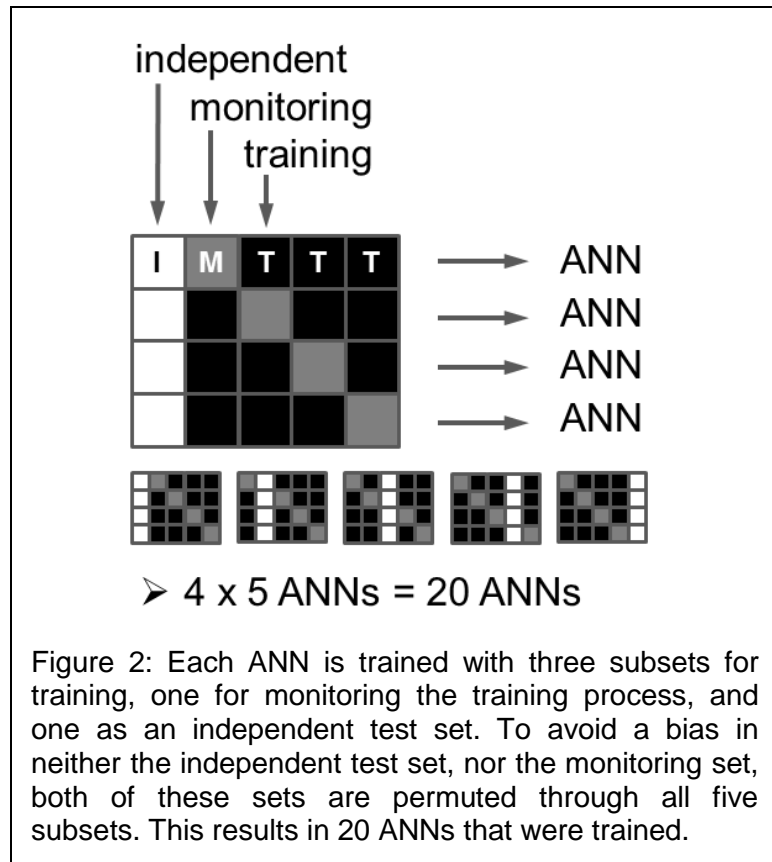 independent
monitoring
training
I M T T T
ANN
ANN
ANN
ANN
➢ 4 x 5 ANNs = 20 ANNs
Figure 2: Each ANN is trained with three subsets for
training, one for monitoring the training process, and
one as an independent test set. To avoid a bias in
neither the independent test set, nor the monitoring set,
both of these sets are permuted through all five
subsets. This results in 20 ANNs that were trained.